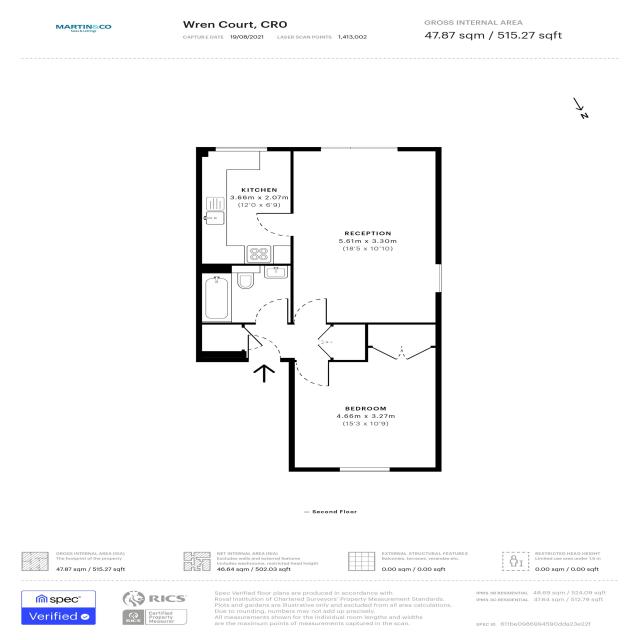 MARTIN&CO
Wren Court, CR0
CAPTURE DATE 19/08/2021 LASER SCAN POINTS 1,413,002
GROSS INTERNAL AREA
47.87 sqm / 515.27 sqft
N
KITCHEN
3.66m x 2.07m
(12'0 x 6'9)
RECEPTION
5.61m x 3.30m
(18'5 x 10'10)
BEDROOM
4.66m x 3.27m
(15'3 x 10'9)
— Second Floor
GROSS INTERNAL AREA (GIA)
The footprint of the property
47.87 sqm / 515.27 sqft
NET INTERNAL AREA (NIA)
Excludes walls and external features
Includes washrooms, restricted head height
46.64 sqm / 502.03 sqft
EXTERNAL STRUCTURAL FEATURES
Balconies, terraces, verandas etc.
0.00 sqm / 0.00 sqft
RESTRICTED HEAD HEIGHT
Limited use area under 1.5 m
0.00 sqm / 0.00 sqft
spec
Verified
RICS
Certified
Property
Measurer
Spec Verified floor plans are produced in accordance with
Royal Institution of Chartered Surveyors' Property Measurement Standards.
Plots and gardens are illustrative only and excluded from all area calculations.
Due to rounding, numbers may not add up precisely.
All measurements shown for the individual room lengths and widths
are the maximum points of measurements captured in the scan.
IPMS 3B RESIDENTIAL 48.69 sqm / 524.09 sqft
IPMS 3C RESIDENTIAL 47.64 sqm / 512.79 sqft
SPEC ID